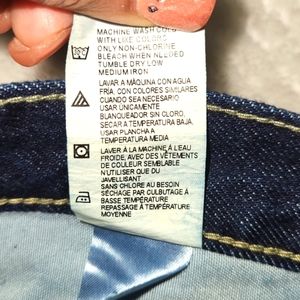 MACHINE WASH COLD
WITH LIKE COLORS
ONLY NON-CHLORINE
BLEACH WHEN NEEDED
TUMBLE DRY LOW
MEDIUM IRON
LAVAR A MÁQUINA CON AGUA
FRÍA, CON COLORES SIMILARES
CUANDO SEA NECESARIO
USAR ÚNICAMENTE
BLANQUEADOR SIN CLORO,
SECAR A TEMPERATURA BAJA,
USAR PLANCHA A
TEMPERATURA MEDIA
LAVER À LA MACHINE À L'EAU
FROIDE, AVEC DES VÊTEMENTS
DE COULEUR SEMBLABLE
N'UTILISER QUE DU
JAVELLISANT
SANS CHLORE AU BESOIN
SÉCHAGE PAR CULBUTAGE À
BASSE TEMPÉRATURE
REPASSAGE À TEMPÉRATURE
MOYENNE